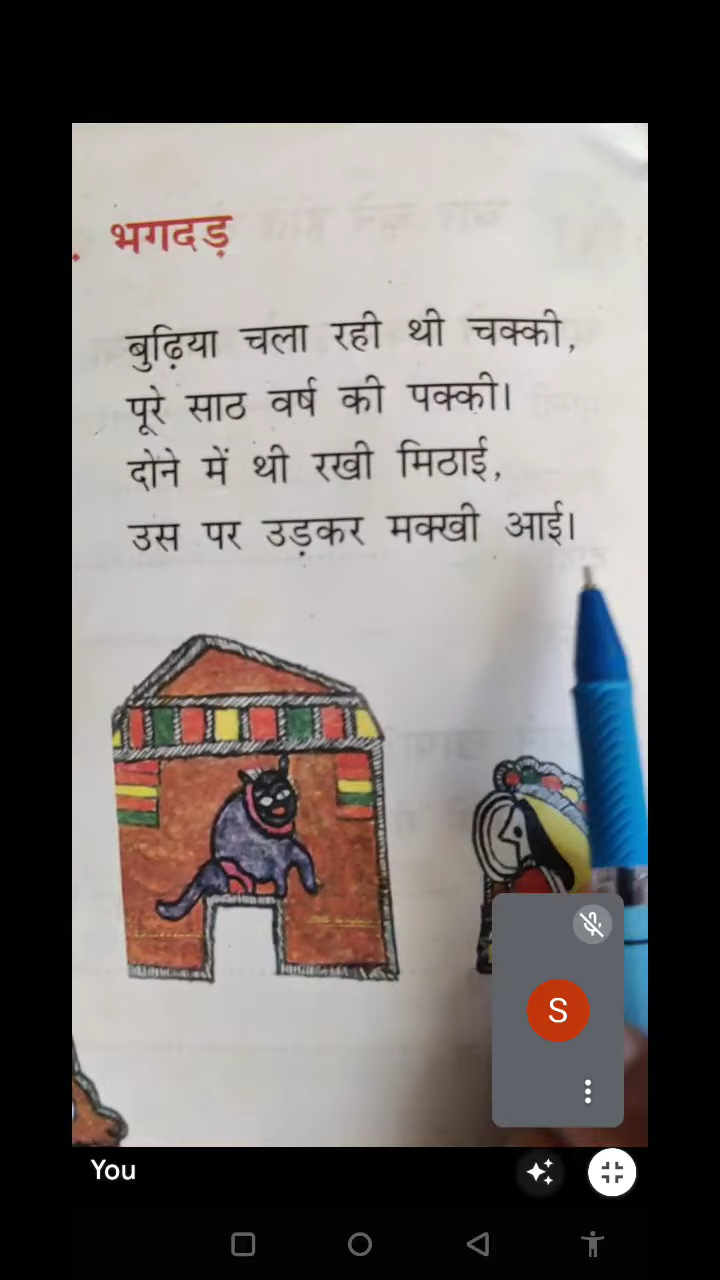 . भगदड़
बुढ़िया चला रही थी चक्की,
पूरे साठ वर्ष की पक्की।
दोने में थी रखी मिठाई,
उस पर उड़कर मक्खी आई।
S
You